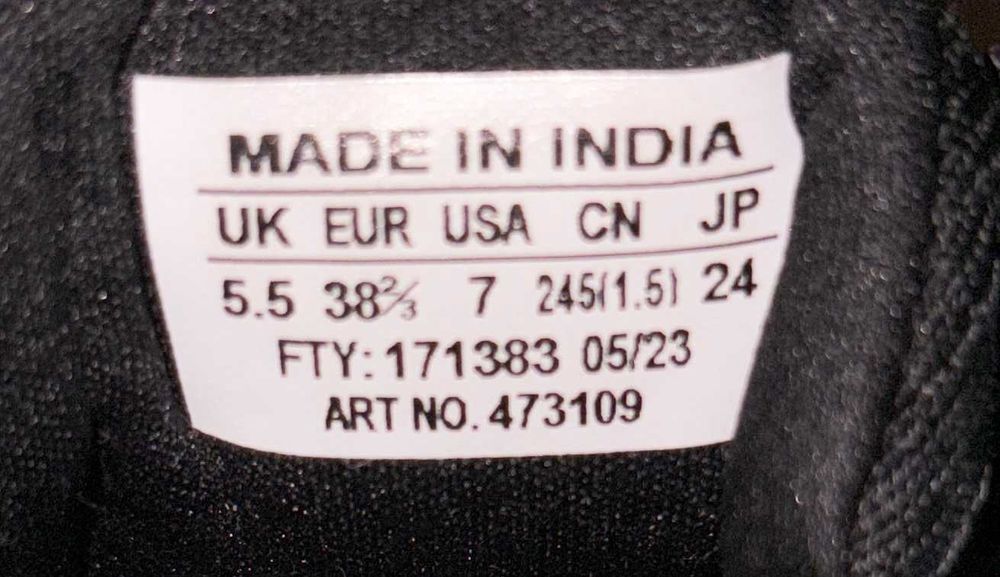 MADE IN INDIA
UK EUR USA CN JP
5.5 38⅔ 7 245(1.5) 24
FTY: 171383 05/23
ART NO. 473109